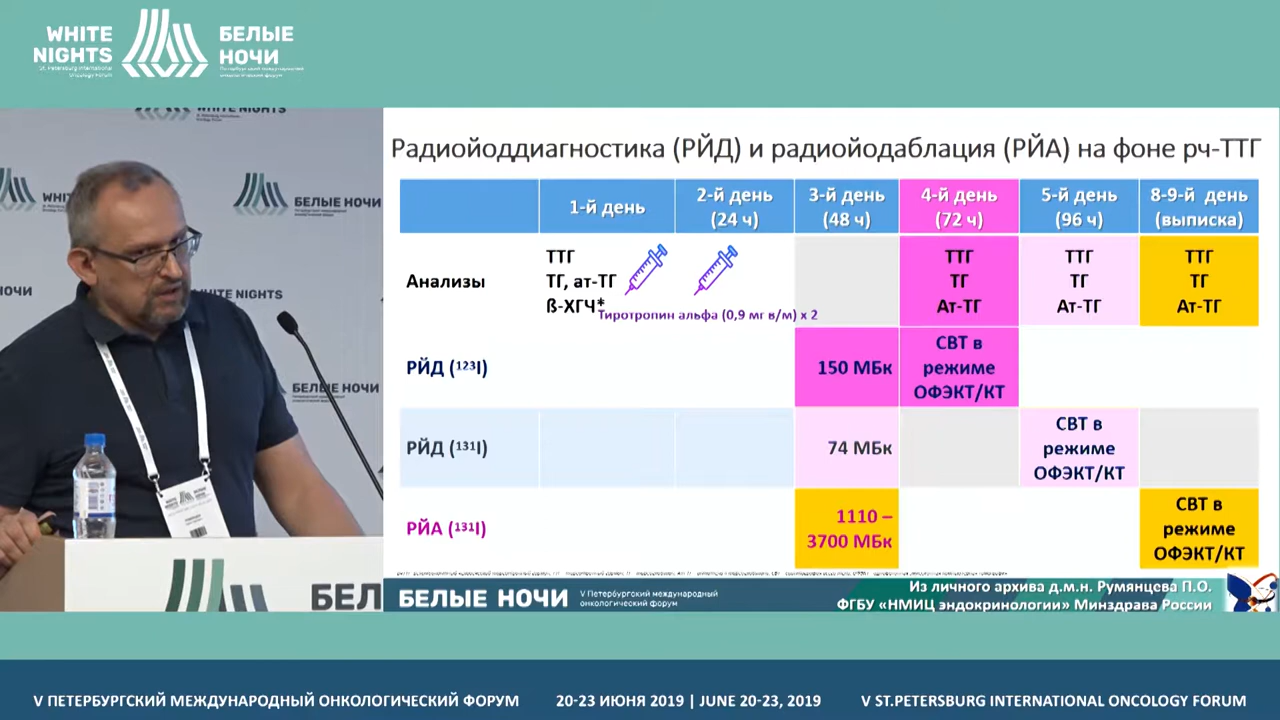 WHITE
NIGHTS
St. Petersburg International
Oncology Forum
БЕЛЫЕ
НОЧИ
Петербургский международный
онкологический форум
WHITE NIGHTS
WHITE
БЕЛЫЕ НОЧИ
НОЧИ
WHITE NIGHTS
БЕЛЫЕ НОЧИ
БЕЛ
Радиойоддиагностика (РЙД) и радиойодаблация (РЙА) на фоне рч-ТТГ
1-й день
2-й день
(24 ч)
3-й день
(48 ч)
4-й день
(72 ч)
5-й день
(96 ч)
8-9-й день
(выписка)
Анализы
ТТГ
ТГ, ат-ТГ
ß-ХГЧ*
Тиротропин альфа (0,9 мг в/м) х 2
ТТГ
ТГ
Ат-ТГ
ТТГ
ТГ
Ат-ТГ
ТТГ
ТГ
Ат-ТГ
РЙД (¹²³I)
150 МБк
СВТ в
режиме
ОФЭКТ/КТ
РЙД (¹³¹I)
74 МБк
СВТ в
режиме
ОФЭКТ/КТ
РЙА (¹³¹I)
1110 –
3700 МБк
СВТ в
режиме
ОФЭКТ/КТ
БЕЛЫЕ НОЧИ
V Петербургский международный
онкологический форум
Из личного архива д.м.н. Румянцева П.О.
ФГБУ «НМИЦ эндокринологии» Минздрава России
V ПЕТЕРБУРГСКИЙ МЕЖДУНАРОДНЫЙ ОНКОЛОГИЧЕСКИЙ ФОРУМ
20-23 ИЮНЯ 2019 | JUNE 20-23, 2019
V ST.PETERSBURG INTERNATIONAL ONCOLOGY FORUM